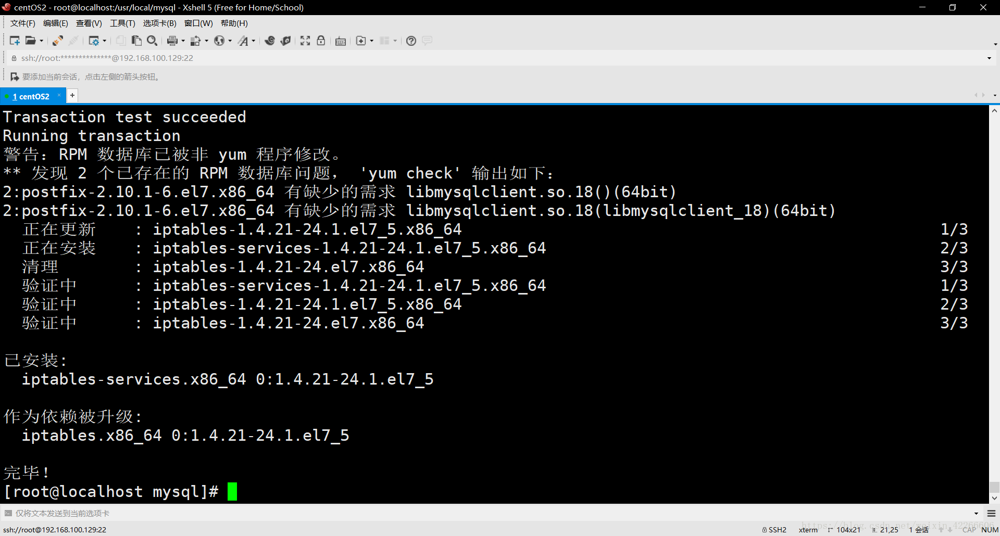 centOS2 - root@localhost:/usr/local/mysql - Xshell 5 (Free for Home/School)
文件(F) 编辑(E) 查看(V) 工具(T) 选项卡(B) 窗口(W) 帮助(H)
ssh://root:**************@192.168.100.129:22
要添加当前会话，点击左侧的箭头按钮。
1 centOS2 × +
Transaction test succeeded
Running transaction
警告：RPM 数据库已被非 yum 程序修改。
** 发现 2 个已存在的 RPM 数据库问题， 'yum check' 输出如下：
2:postfix-2.10.1-6.el7.x86_64 有缺少的需求 libmysqlclient.so.18()(64bit)
2:postfix-2.10.1-6.el7.x86_64 有缺少的需求 libmysqlclient.so.18(libmysqlclient_18)(64bit)
正在更新 : iptables-1.4.21-24.1.el7_5.x86_64 1/3
正在安装 : iptables-services-1.4.21-24.1.el7_5.x86_64 2/3
清理 : iptables-1.4.21-24.el7.x86_64 3/3
验证中 : iptables-services-1.4.21-24.1.el7_5.x86_64 1/3
验证中 : iptables-1.4.21-24.1.el7_5.x86_64 2/3
验证中 : iptables-1.4.21-24.el7.x86_64 3/3
已安装:
iptables-services.x86_64 0:1.4.21-24.1.el7_5
作为依赖被升级:
iptables.x86_64 0:1.4.21-24.1.el7_5
完毕！
[root@localhost mysql]#
仅将文本发送到当前选项卡
https://blog.csdn.net/weixin_42266606
ssh://root@192.168.100.129:22 SSH2 xterm 104x21 21,25 1 会话 CAP NUM